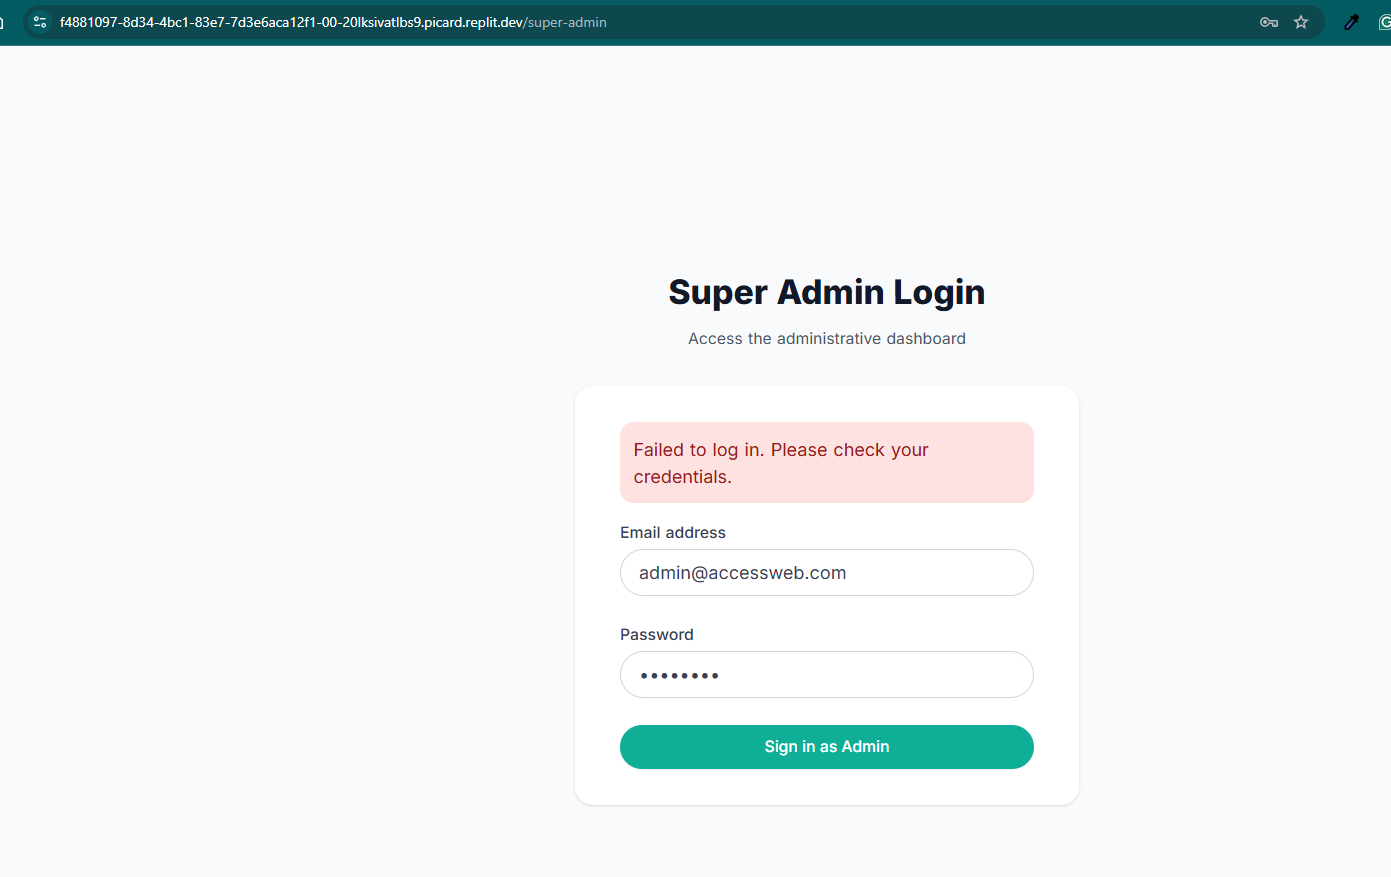 f4881097-8d34-4bc1-83e7-7d3e6aca12f1-00-20lksivatlbs9.picard.replit.dev/super-admin
Super Admin Login
Access the administrative dashboard
Failed to log in. Please check your
credentials.
Email address
admin@accessweb.com
Password
••••••••
Sign in as Admin